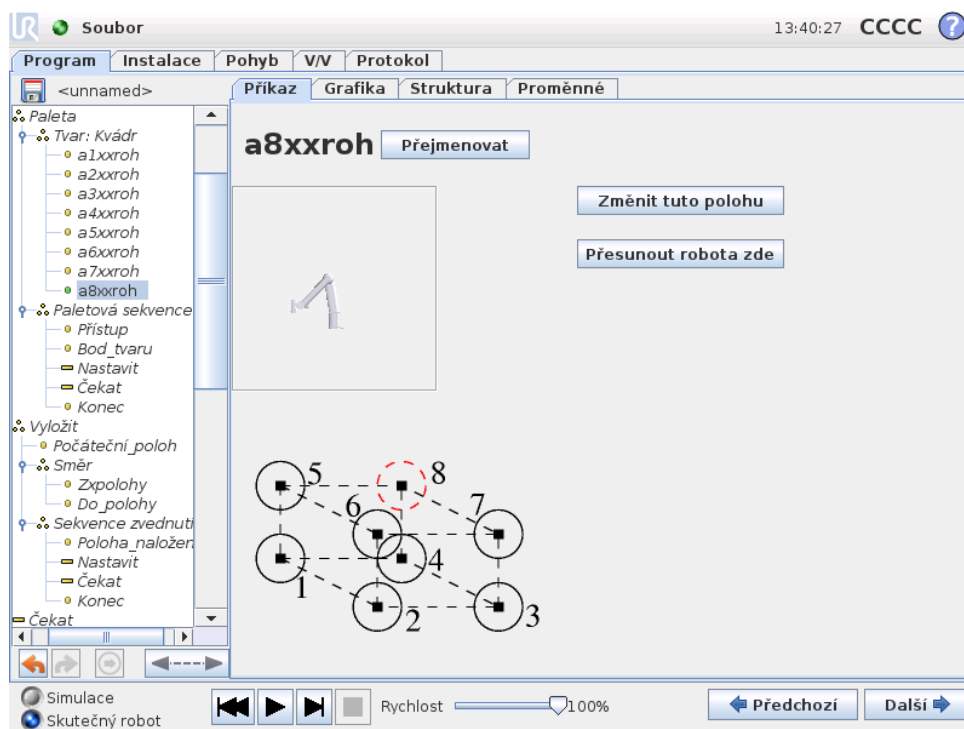 UR Soubor 13:40:27 CCCC ?
Program Instalace Pohyb V/V Protokol
<unnamed>
Příkaz Grafika Struktura Proměnné
Paleta
Tvar: Kvádr
a1xxroh
a2xxroh
a3xxroh
a4xxroh
a5xxroh
a6xxroh
a7xxroh
a8xxroh
Paletová sekvence
Přístup
Bod_tvaru
Nastavit
Čekat
Konec
Vyložit
Počáteční_poloh
Směr
Zxpolohy
Do_polohy
Sekvence zvednutí
Poloha_naložen
Nastavit
Čekat
Konec
Čekat
a8xxroh Přejmenovat
Změnit tuto polohu
Přesunout robota zde
5 8
6 7
1 4
2 3
Simulace
Skutečný robot
Rychlost 100%
Předchozí Další